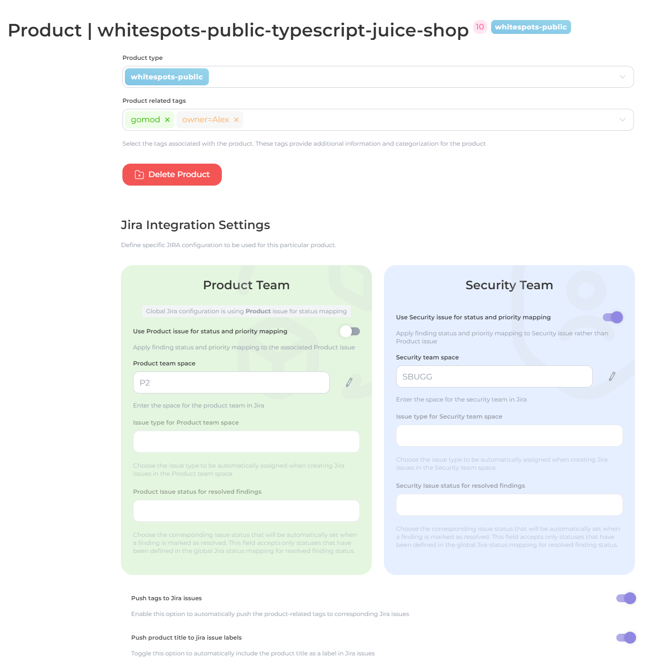 Product | whitespots-public-typescript-juice-shop 10 whitespots-public
Product type
whitespots-public
Product related tags
gomod × owner=Alex ×
Select the tags associated with the product. These tags provide additional information and categorization for the product
Delete Product
Jira Integration Settings
Define specific JIRA configuration to be used for this particular product.
Product Team
Global Jira configuration is using Product issue for status mapping
Use Product issue for status and priority mapping
Apply finding status and priority mapping to the associated Product issue
Product team space
P2
Enter the space for the product team in Jira
Issue type for Product team space
Choose the issue type to be automatically assigned when creating Jira
issues in the Product team space
Product Issue status for resolved findings
Choose the corresponding issue status that will be automatically set when
a finding is marked as resolved. This field accepts only statuses that have
been defined in the global Jira status mapping for resolved finding status.
Security Team
Use Security issue for status and priority mapping
Apply finding status and priority mapping to Security issue rather than
Product issue
Security team space
SBUGG
Enter the space for the security team in Jira
Issue type for Security team space
Choose the issue type to be automatically assigned when creating Jira
issues in the Security team space
Security Issue status for resolved findings
Choose the corresponding issue status that will be automatically set when
a finding is marked as resolved. This field accepts only statuses that have
been defined in the global Jira status mapping for resolved finding status.
Push tags to Jira issues
Enable this option to automatically push the product-related tags to corresponding Jira issues
Push product title to jira issue labels
Toggle this option to automatically include the product title as a label in Jira issues